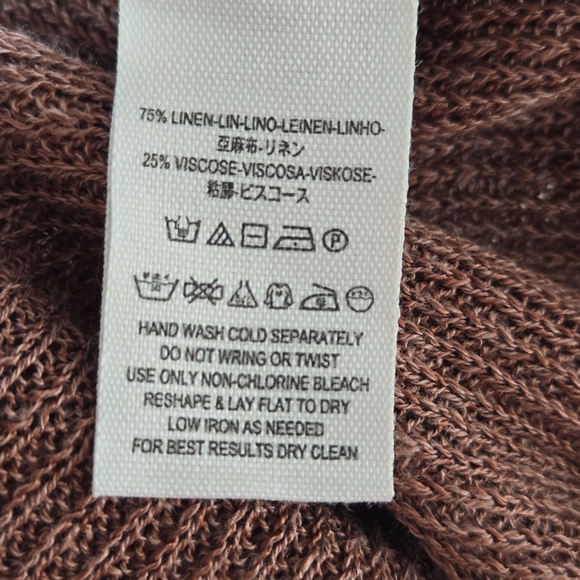 75% LINEN-LIN-LINO-LEINEN-LINHO-
亞麻布-リネン
25% VISCOSE-VISCOSA-VISKOSE-
粘膠-ビスコース
HAND WASH COLD SEPARATELY
DO NOT WRING OR TWIST
USE ONLY NON-CHLORINE BLEACH
RESHAPE & LAY FLAT TO DRY
LOW IRON AS NEEDED
FOR BEST RESULTS DRY CLEAN